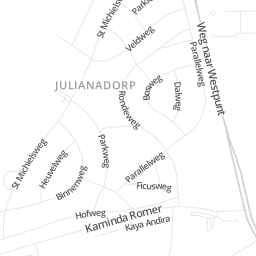 Parkweg
St Michielsweg
Veldweg
Weg naar Westpunt
Parallelweg
JULIANADORP
Bosweg
Dalweg
Rondeweg
Parkweg
St Michielsweg
Heuvelweg
Parallelweg
Binnenweg
Ficusweg
Hofweg
Kaminda Romer
Kaya Andira